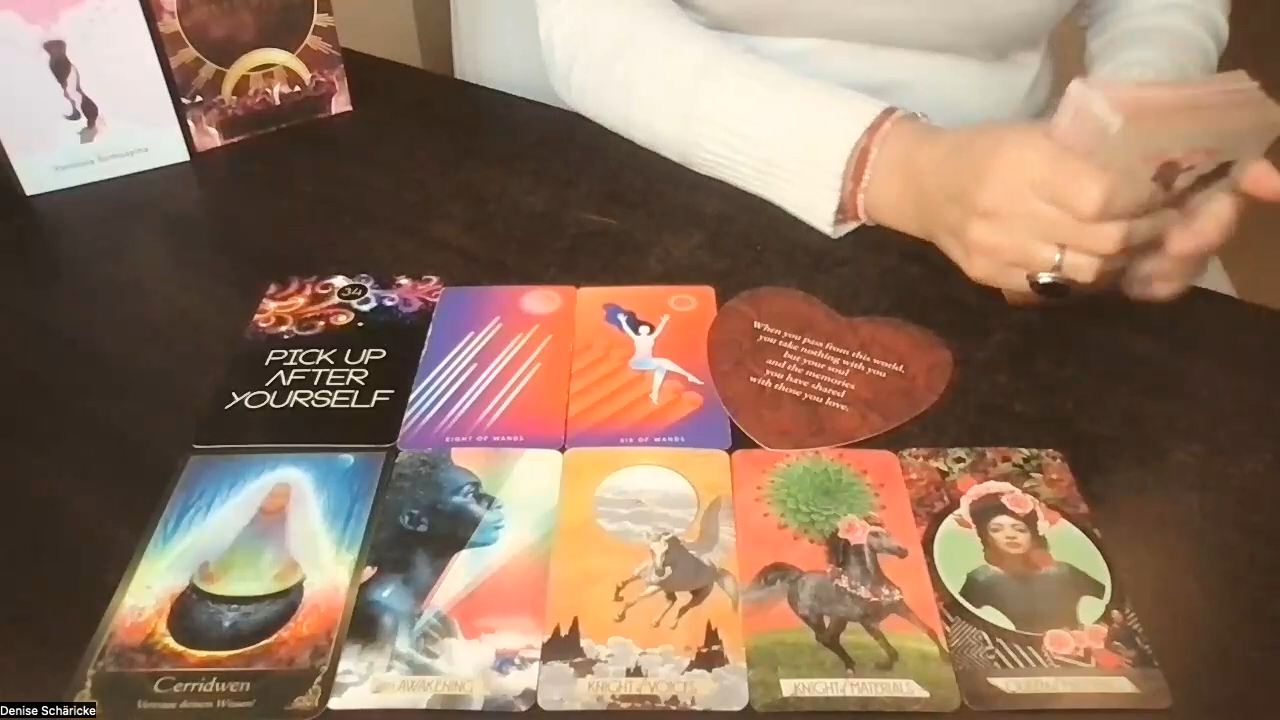 34
PICK UP
AFTER
YOURSELF
EIGHT OF WANDS
SIX OF WANDS
When you pass from this world,
you take nothing with you
but your soul
and the memories
you have shared
with those you love.
Cerridwen
Vertraue deinem Wissen!
AWAKENING
KNIGHT of VOICES
KNIGHT of MATERIALS
Denise Schäricke